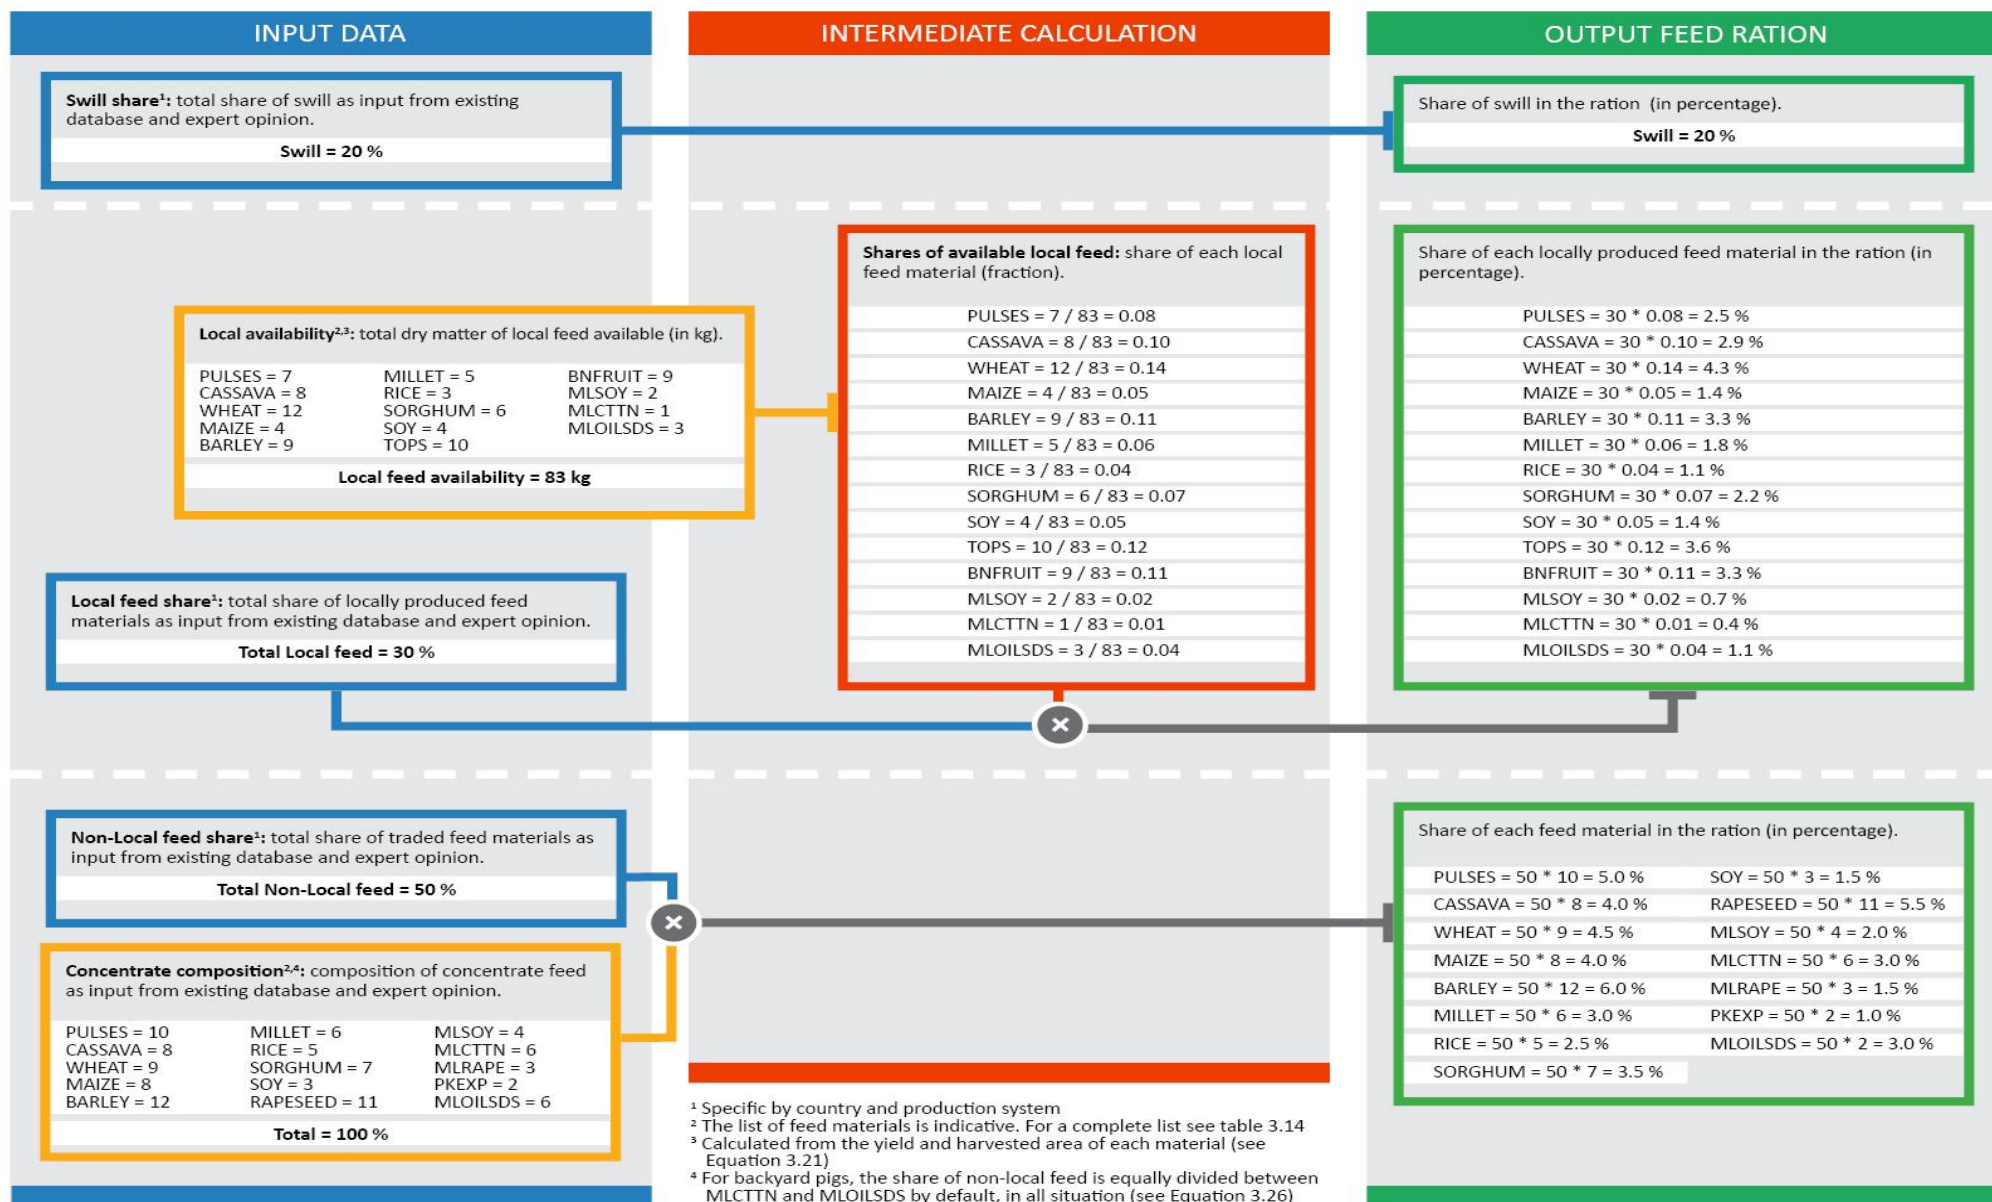 INPUT DATA
Swill share¹: total share of swill as input from existing
database and expert opinion.
Swill = 20 %
Local availability²,³: total dry matter of local feed available (in kg).
PULSES = 7 MILLET = 5 BNFRUIT = 9
CASSAVA = 8 RICE = 3 MLSOY = 2
WHEAT = 12 SORGHUM = 6 MLCTTN = 1
MAIZE = 4 SOY = 4 MLOILSDS = 3
BARLEY = 9 TOPS = 10
Local feed availability = 83 kg
Local feed share¹: total share of locally produced feed
materials as input from existing database and expert opinion.
Total Local feed = 30 %
Non-Local feed share¹: total share of traded feed materials as
input from existing database and expert opinion.
Total Non-Local feed = 50 %
Concentrate composition²,⁴: composition of concentrate feed
as input from existing database and expert opinion.
PULSES = 10 MILLET = 6 MLSOY = 4
CASSAVA = 8 RICE = 5 MLCTTN = 6
WHEAT = 9 SORGHUM = 7 MLRAPE = 3
MAIZE = 8 SOY = 3 PKEXP = 2
BARLEY = 12 RAPESEED = 11 MLOILSDS = 6
Total = 100 %
INTERMEDIATE CALCULATION
Shares of available local feed: share of each local
feed material (fraction).
PULSES = 7 / 83 = 0.08
CASSAVA = 8 / 83 = 0.10
WHEAT = 12 / 83 = 0.14
MAIZE = 4 / 83 = 0.05
BARLEY = 9 / 83 = 0.11
MILLET = 5 / 83 = 0.06
RICE = 3 / 83 = 0.04
SORGHUM = 6 / 83 = 0.07
SOY = 4 / 83 = 0.05
TOPS = 10 / 83 = 0.12
BNFRUIT = 9 / 83 = 0.11
MLSOY = 2 / 83 = 0.02
MLCTTN = 1 / 83 = 0.01
MLOILSDS = 3 / 83 = 0.04
×
×
¹ Specific by country and production system
² The list of feed materials is indicative. For a complete list see table 3.14
³ Calculated from the yield and harvested area of each material (see
Equation 3.21)
⁴ For backyard pigs, the share of non-local feed is equally divided between
MLCTTN and MLOILSDS by default, in all situation (see Equation 3.26)
OUTPUT FEED RATION
Share of swill in the ration (in percentage).
Swill = 20 %
Share of each locally produced feed material in the ration (in
percentage).
PULSES = 30 * 0.08 = 2.5 %
CASSAVA = 30 * 0.10 = 2.9 %
WHEAT = 30 * 0.14 = 4.3 %
MAIZE = 30 * 0.05 = 1.4 %
BARLEY = 30 * 0.11 = 3.3 %
MILLET = 30 * 0.06 = 1.8 %
RICE = 30 * 0.04 = 1.1 %
SORGHUM = 30 * 0.07 = 2.2 %
SOY = 30 * 0.05 = 1.4 %
TOPS = 30 * 0.12 = 3.6 %
BNFRUIT = 30 * 0.11 = 3.3 %
MLSOY = 30 * 0.02 = 0.7 %
MLCTTN = 30 * 0.01 = 0.4 %
MLOILSDS = 30 * 0.04 = 1.1 %
Share of each feed material in the ration (in percentage).
PULSES = 50 * 10 = 5.0 % SOY = 50 * 3 = 1.5 %
CASSAVA = 50 * 8 = 4.0 % RAPESEED = 50 * 11 = 5.5 %
WHEAT = 50 * 9 = 4.5 % MLSOY = 50 * 4 = 2.0 %
MAIZE = 50 * 8 = 4.0 % MLCTTN = 50 * 6 = 3.0 %
BARLEY = 50 * 12 = 6.0 % MLRAPE = 50 * 3 = 1.5 %
MILLET = 50 * 6 = 3.0 % PKEXP = 50 * 2 = 1.0 %
RICE = 50 * 5 = 2.5 % MLOILSDS = 50 * 2 = 3.0 %
SORGHUM = 50 * 7 = 3.5 %